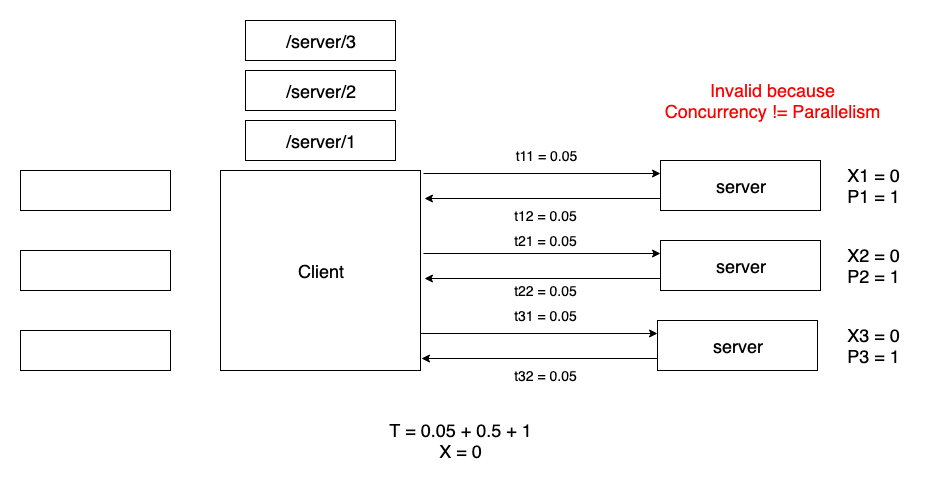 /server/3
/server/2
/server/1
Invalid because
Concurrency != Parallelism
Client
t11 = 0.05
server
X1 = 0
P1 = 1
t12 = 0.05
t21 = 0.05
server
X2 = 0
P2 = 1
t22 = 0.05
t31 = 0.05
server
X3 = 0
P3 = 1
t32 = 0.05
T = 0.05 + 0.5 + 1
X = 0